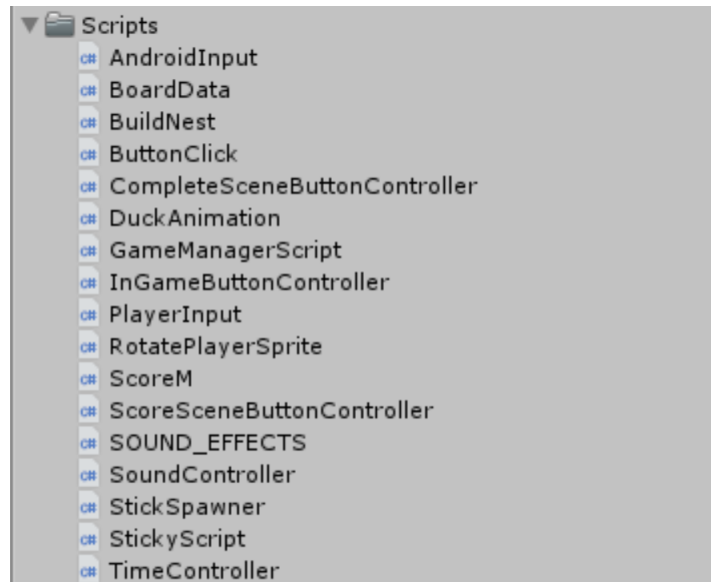 Scripts
c# AndroidInput
c# BoardData
c# BuildNest
c# ButtonClick
c# CompleteSceneButtonController
c# DuckAnimation
c# GameManagerScript
c# InGameButtonController
c# PlayerInput
c# RotatePlayerSprite
c# ScoreM
c# ScoreSceneButtonController
c# SOUND_EFFECTS
c# SoundController
c# StickSpawner
c# StickyScript
c# TimeController